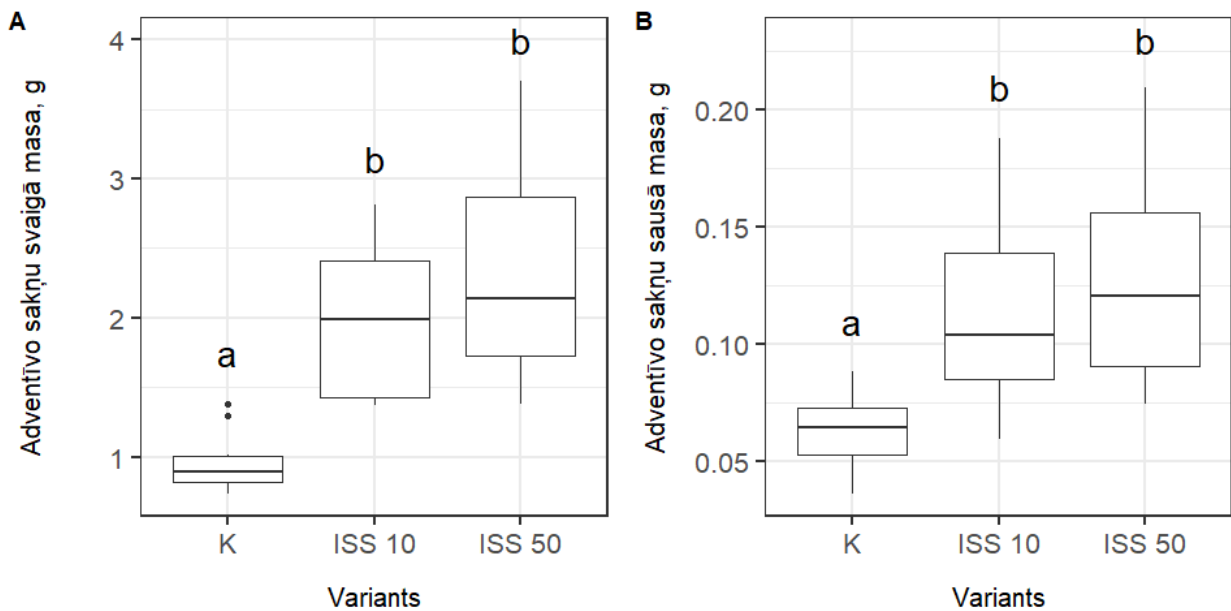 A
Adventīvo sakņu svaigā masa, g
4
3
2
1
a
b
b
K
ISS 10
ISS 50
Variants
B
Adventīvo sakņu sausā masa, g
0.20
0.15
0.10
0.05
a
b
b
K
ISS 10
ISS 50
Variants